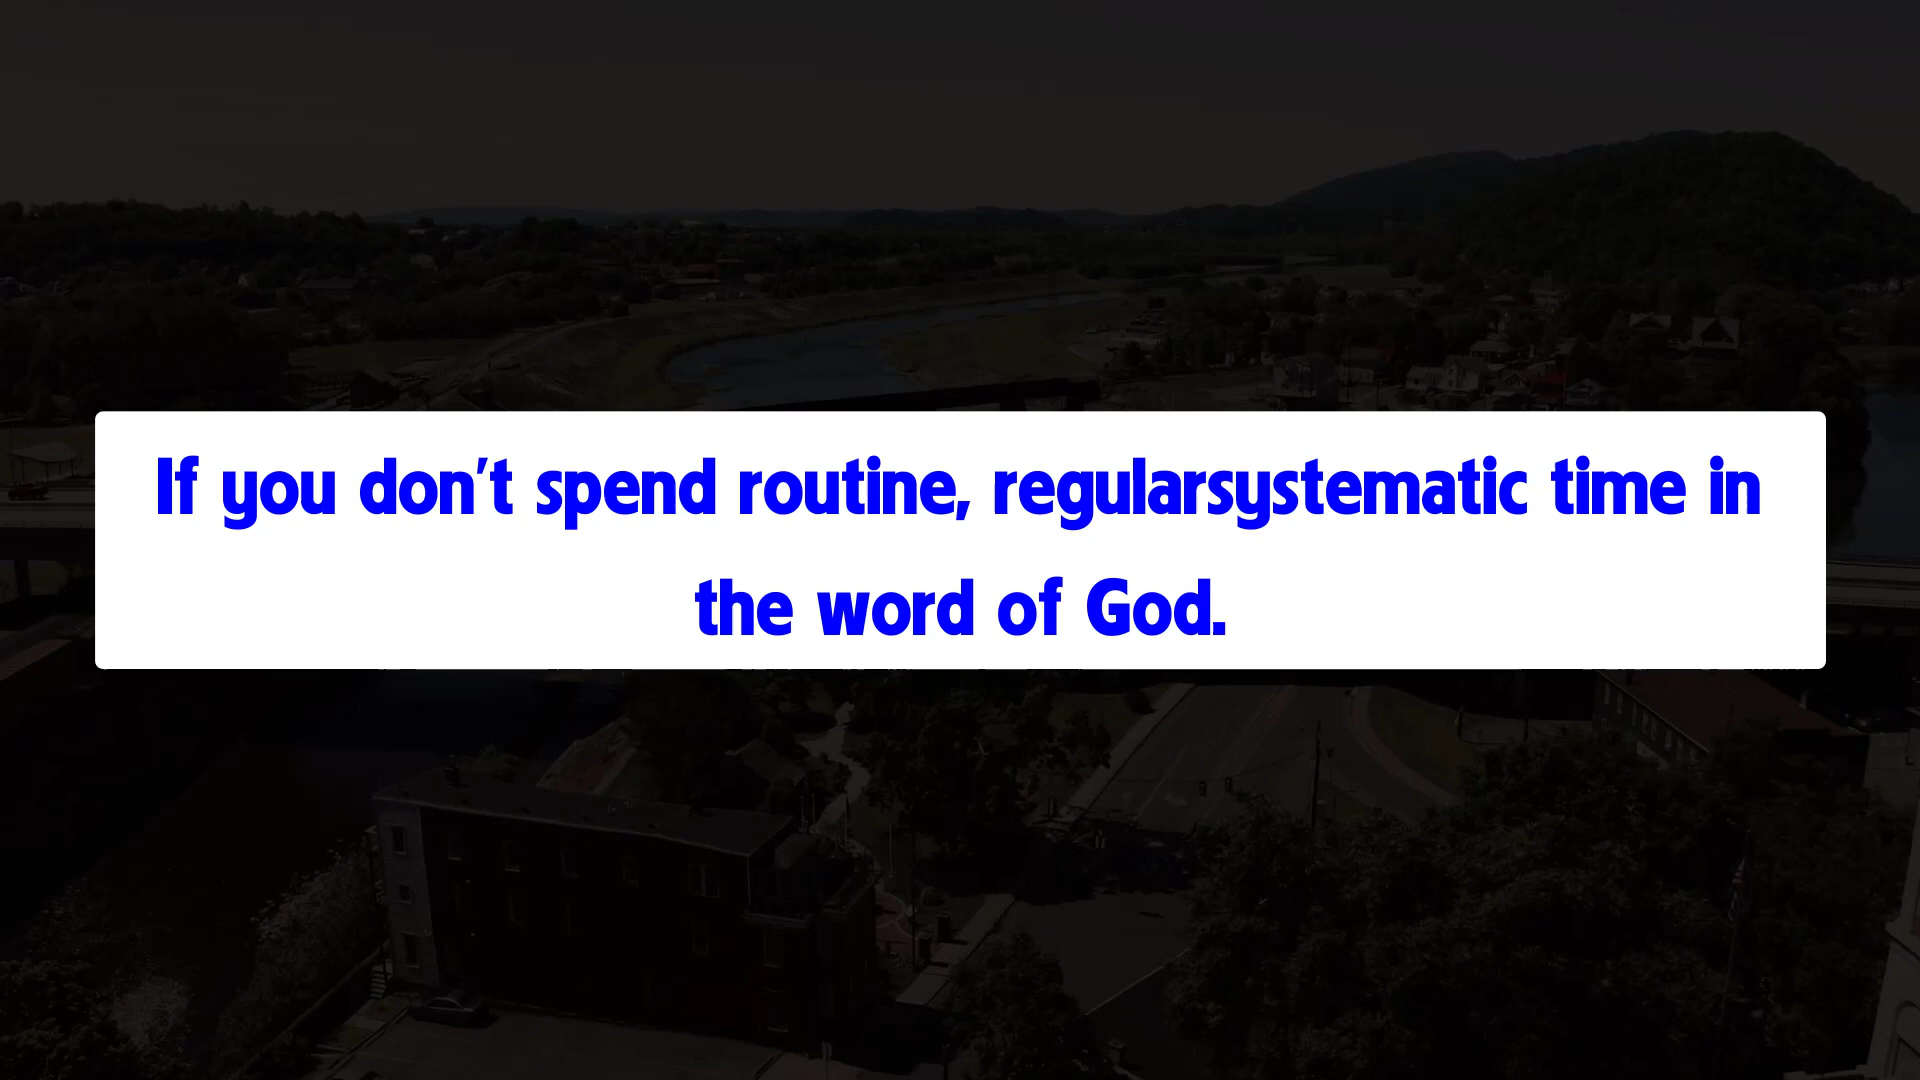 If you don't spend routine, regularsystematic time in
the word of God.